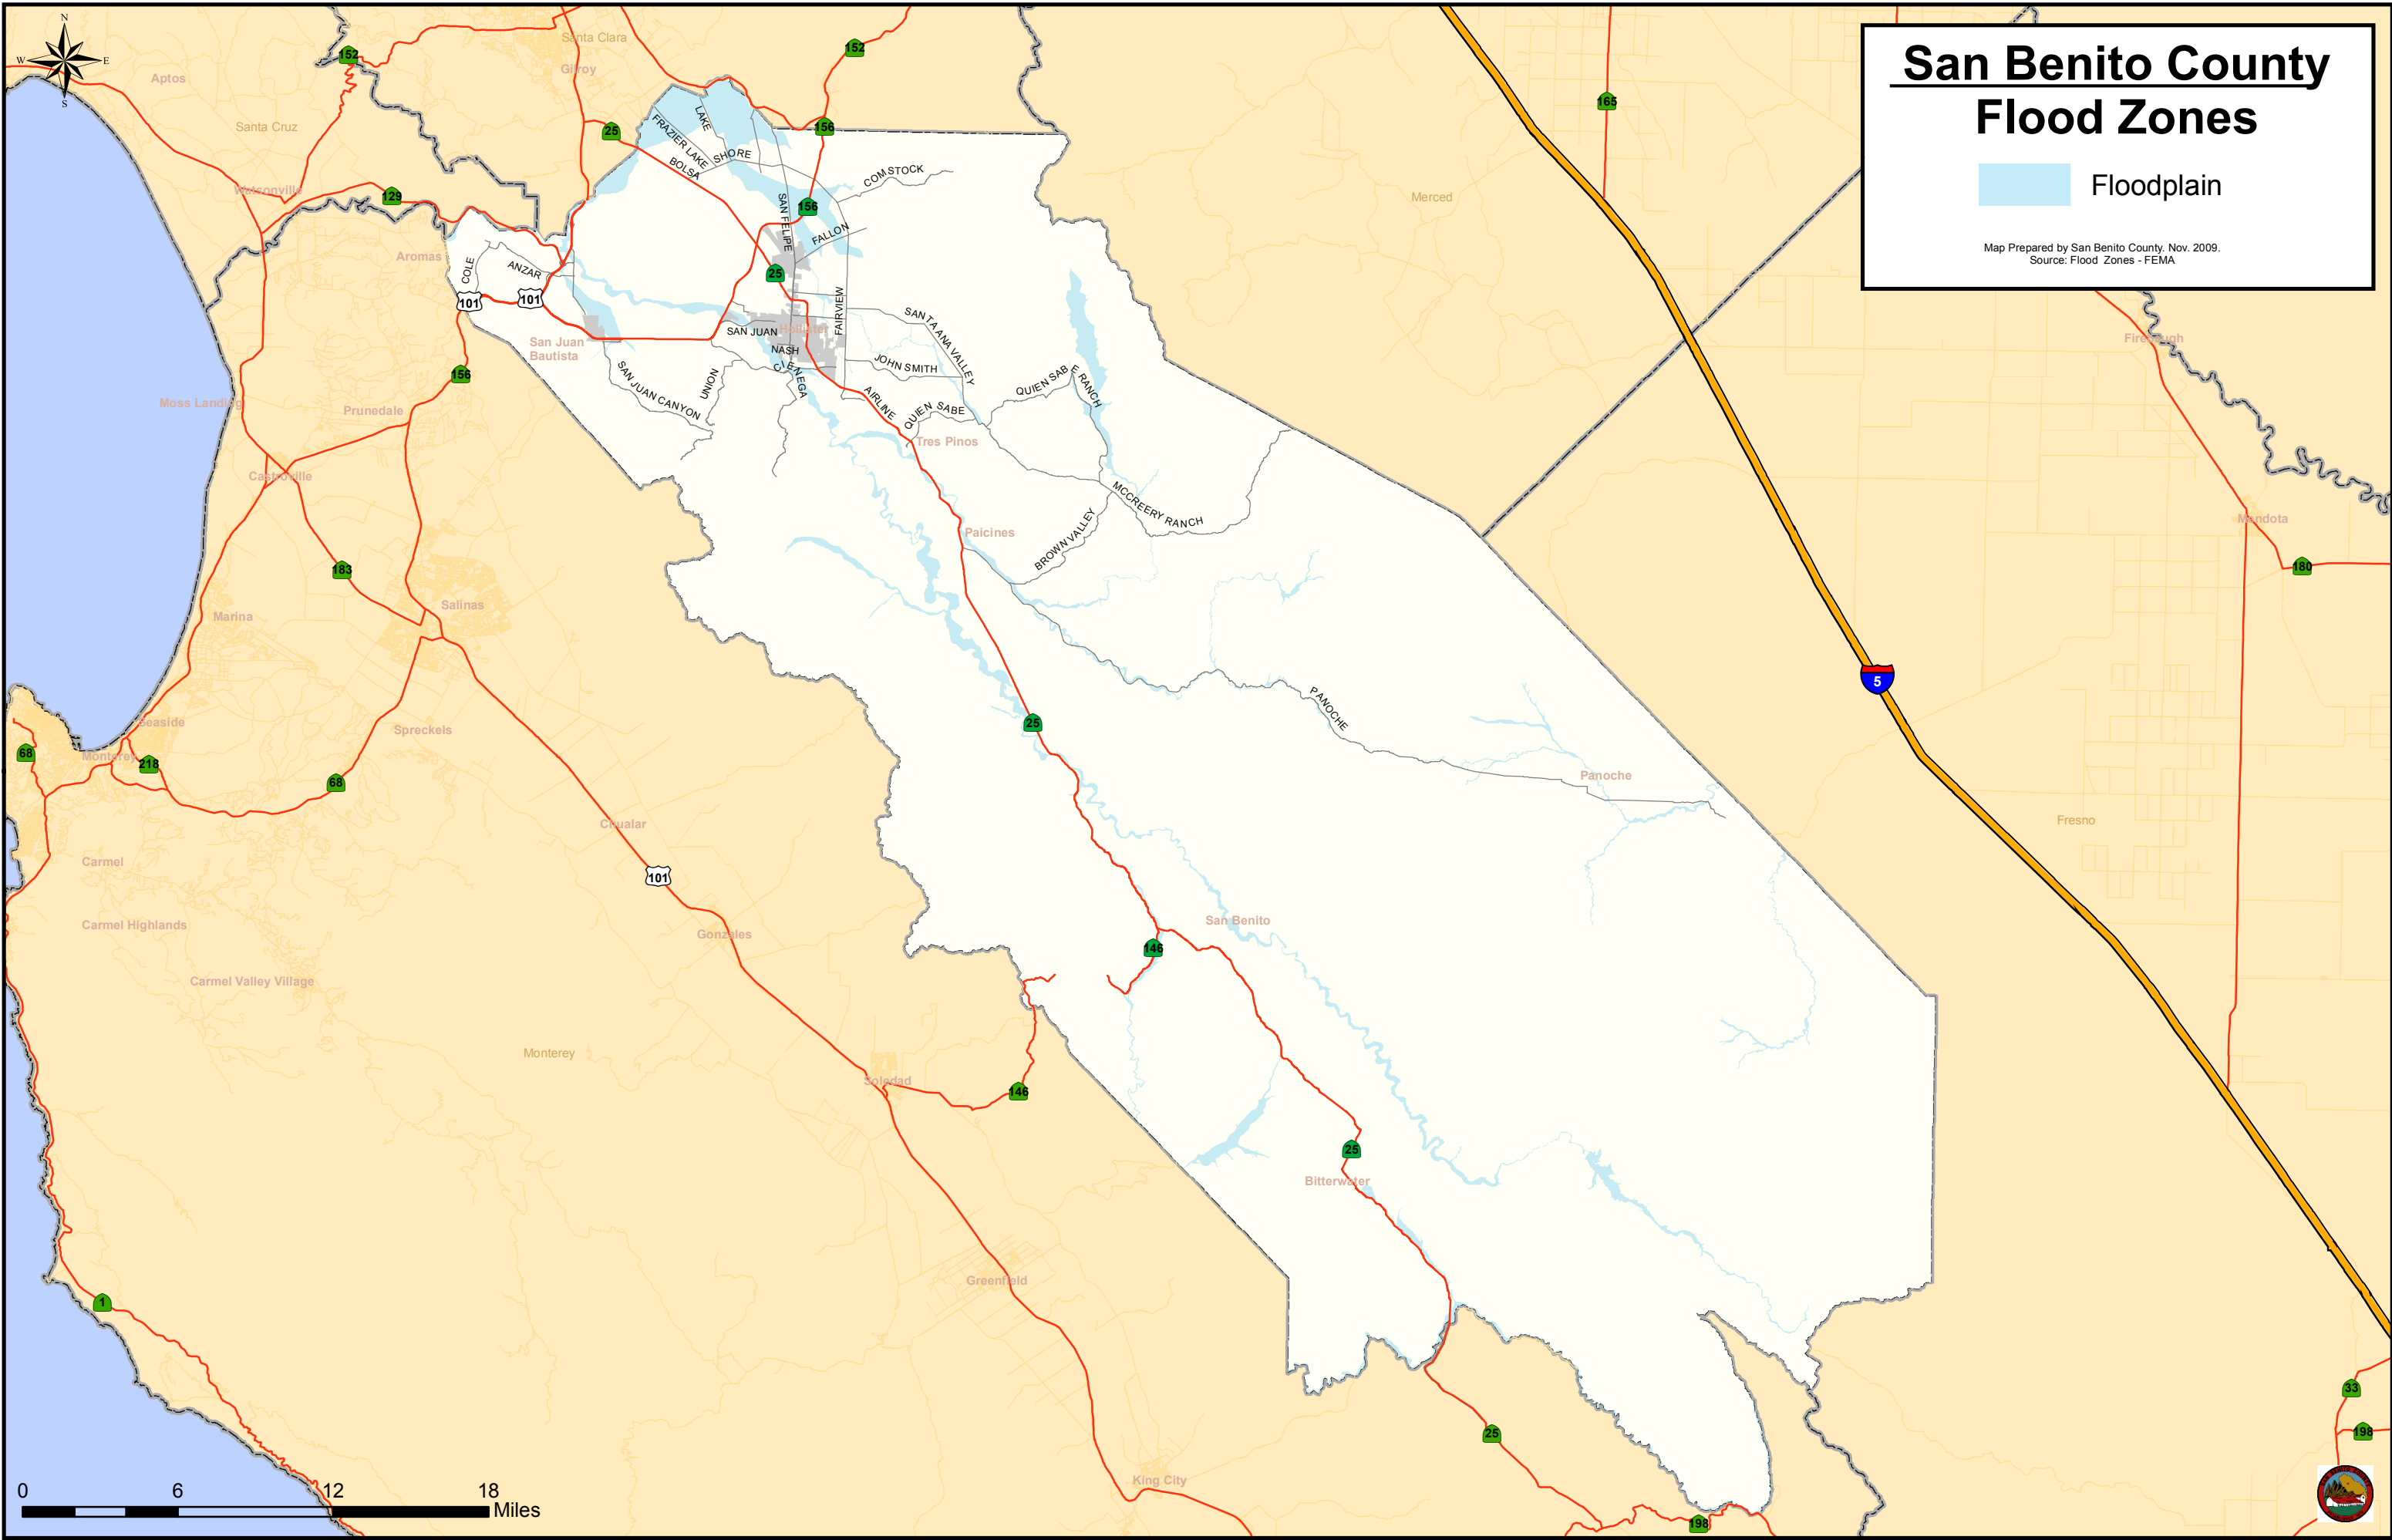 San Benito County
Flood Zones
Floodplain
Map Prepared by San Benito County. Nov. 2009.
Source: Flood Zones - FEMA
N
W E
S
152
152
Santa Clara
Gilroy
Aptos
165
25
156
LAKE
FRAZIER LAKE
SHORE
BOLSA
COMSTOCK
Santa Cruz
Watsonville
129
Merced
156
SAN FELIPE
FALLON
Aromas
COLE
ANZAR
25
101
101
FAIRVIEW
SANTA ANA VALLEY
SAN JUAN
Hollister
San Juan
Bautista
NASH
CIENEGA
JOHN SMITH
Firebaugh
156
SAN JUAN CANYON
UNION
AIRLINE
QUIEN SABE
QUIEN SABE RANCH
Moss Landing
Prunedale
Tres Pinos
Castroville
MCCREERY RANCH
BROWN VALLEY
Paicines
Mendota
183
180
Salinas
Marina
5
PANOCHE
Seaside
Spreckels
25
68
Monterey
218
68
Panoche
Chualar
Fresno
Carmel
101
Carmel Highlands
Gonzales
San Benito
146
Carmel Valley Village
Monterey
Soledad
146
25
Bitterwater
Greenfield
1
33
25
198
King City
198
0 6 12 18
Miles